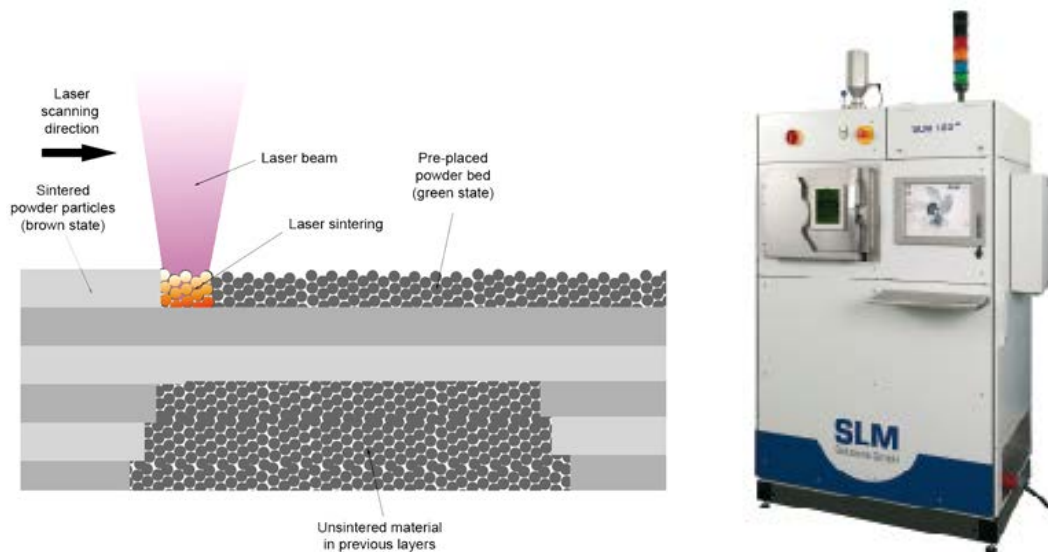 Laser
scanning
direction
Laser beam
Pre-placed
powder bed
(green state)
Sintered
powder particles
(brown state)
Laser sintering
Unsintered material
in previous layers
SLM
SLM